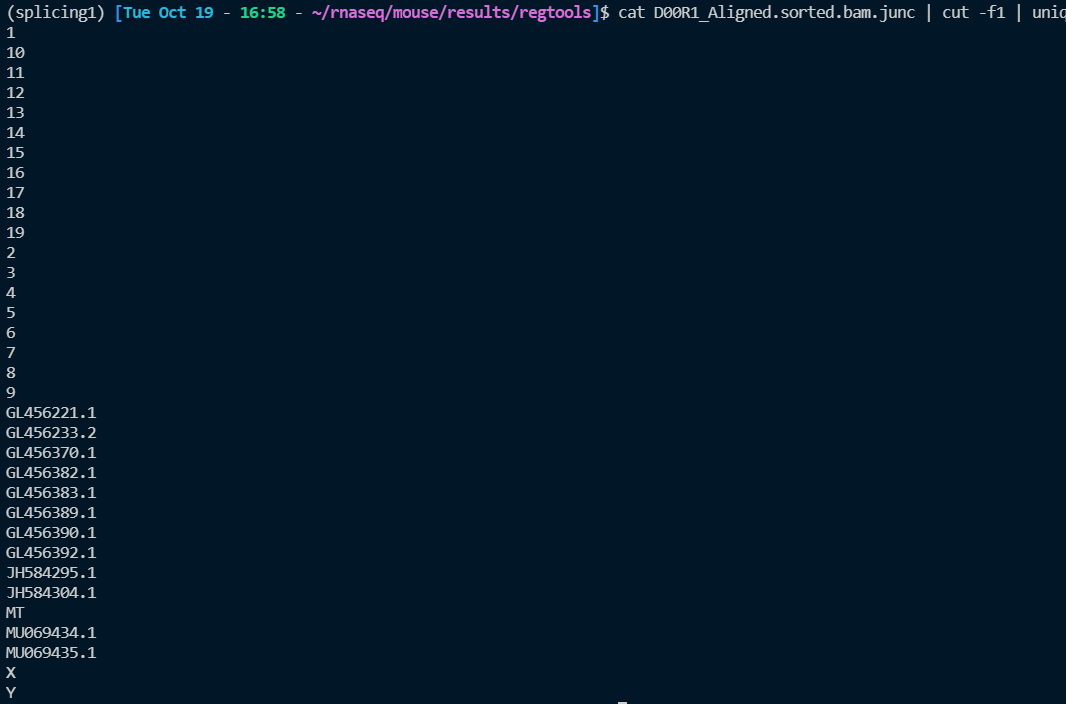 (splicing1) [Tue Oct 19 - 16:58 - ~/rnaseq/mouse/results/regtools]$ cat D00R1_Aligned.sorted.bam.junc | cut -f1 | uniq
1
10
11
12
13
14
15
16
17
18
19
2
3
4
5
6
7
8
9
GL456221.1
GL456233.2
GL456370.1
GL456382.1
GL456383.1
GL456389.1
GL456390.1
GL456392.1
JH584295.1
JH584304.1
MT
MU069434.1
MU069435.1
X
Y